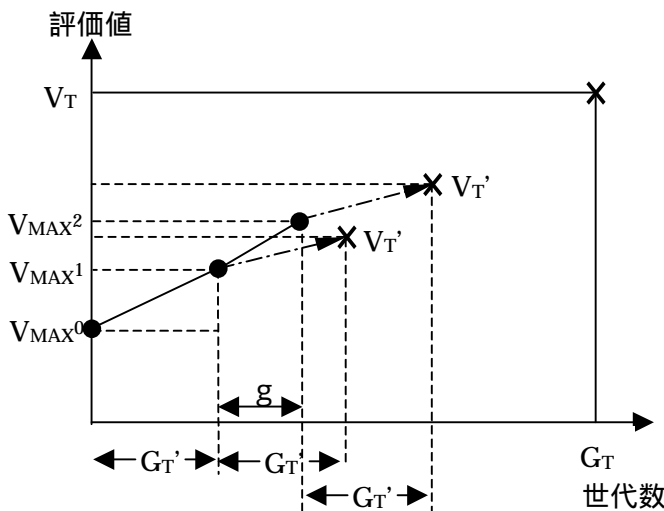 評価値
VT
VT'
VMAX²
VT'
VMAX¹
VMAX⁰
g
GT'
GT'
GT
GT'
世代数